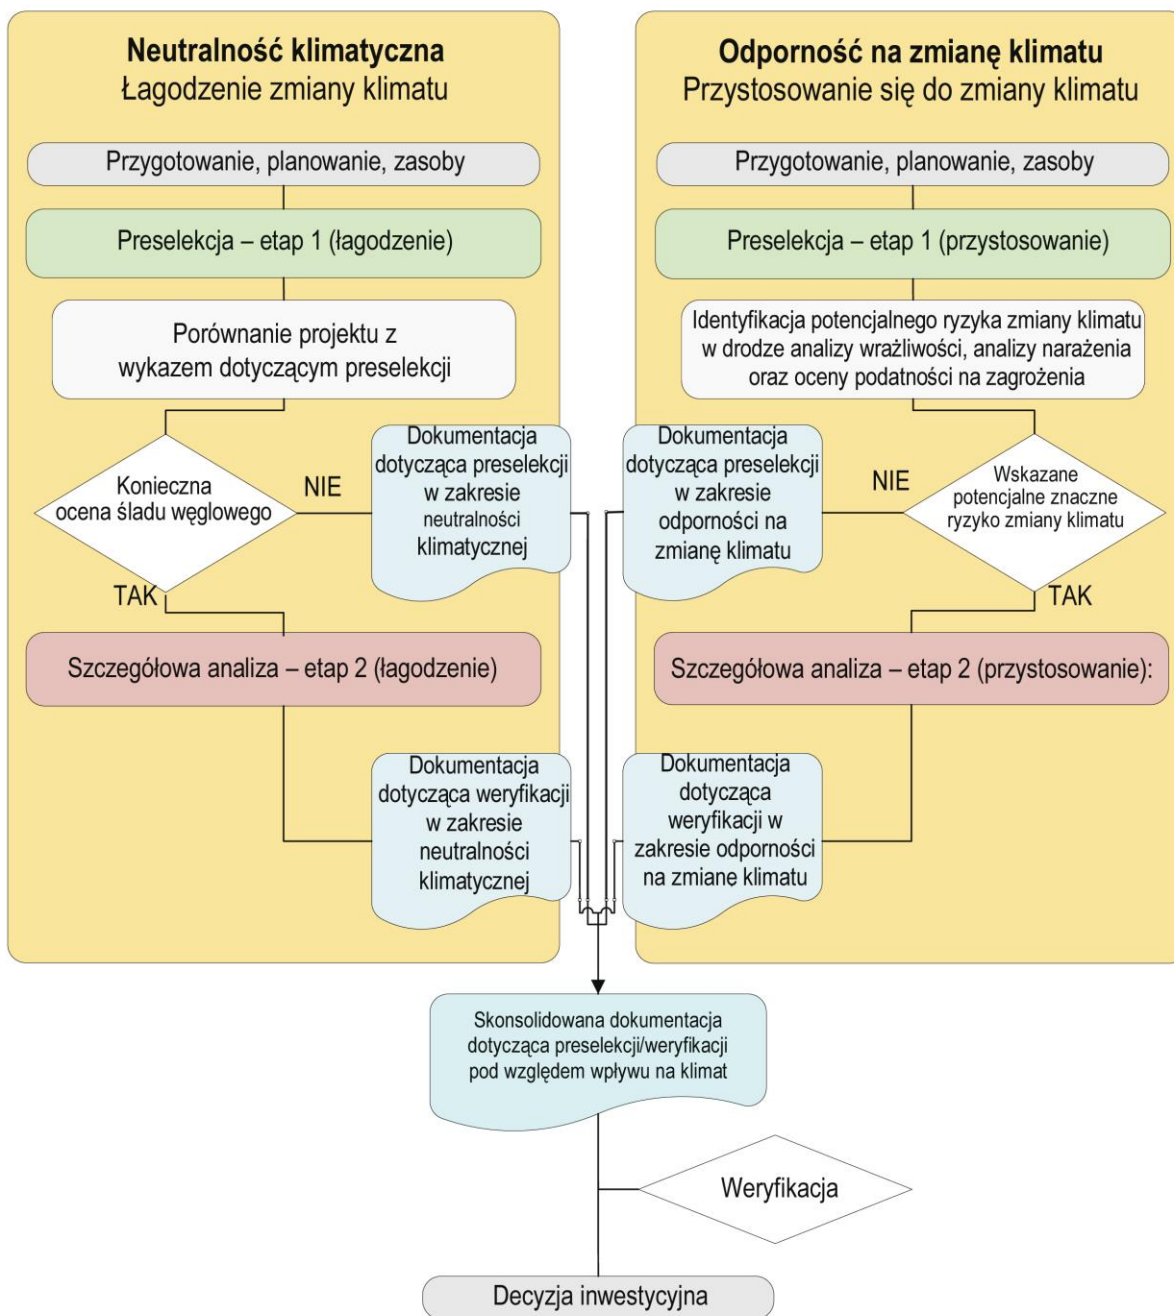 Neutralność klimatyczna
Łagodzenie zmiany klimatu
Przygotowanie, planowanie, zasoby
Preselekcja – etap 1 (łagodzenie)
Porównanie projektu z
wykazem dotyczącym preselekcji
Konieczna
ocena śladu węglowego
NIE
Dokumentacja
dotycząca preselekcji
w zakresie
neutralności
klimatycznej
TAK
Szczegółowa analiza – etap 2 (łagodzenie)
Dokumentacja
dotycząca weryfikacji
w zakresie
neutralności
klimatycznej
Odporność na zmianę klimatu
Przystosowanie się do zmiany klimatu
Przygotowanie, planowanie, zasoby
Preselekcja – etap 1 (przystosowanie)
Identyfikacja potencjalnego ryzyka zmiany klimatu
w drodze analizy wrażliwości, analizy narażenia
oraz oceny podatności na zagrożenia
Dokumentacja
dotycząca preselekcji
w zakresie
odporności na
zmianę klimatu
NIE
Wskazane
potencjalne znaczne
ryzyko zmiany klimatu
TAK
Szczegółowa analiza – etap 2 (przystosowanie):
Dokumentacja
dotycząca
weryfikacji w
zakresie odporności
na zmianę klimatu
Skonsolidowana dokumentacja
dotycząca preselekcji/weryfikacji
pod względem wpływu na klimat
Weryfikacja
Decyzja inwestycyjna